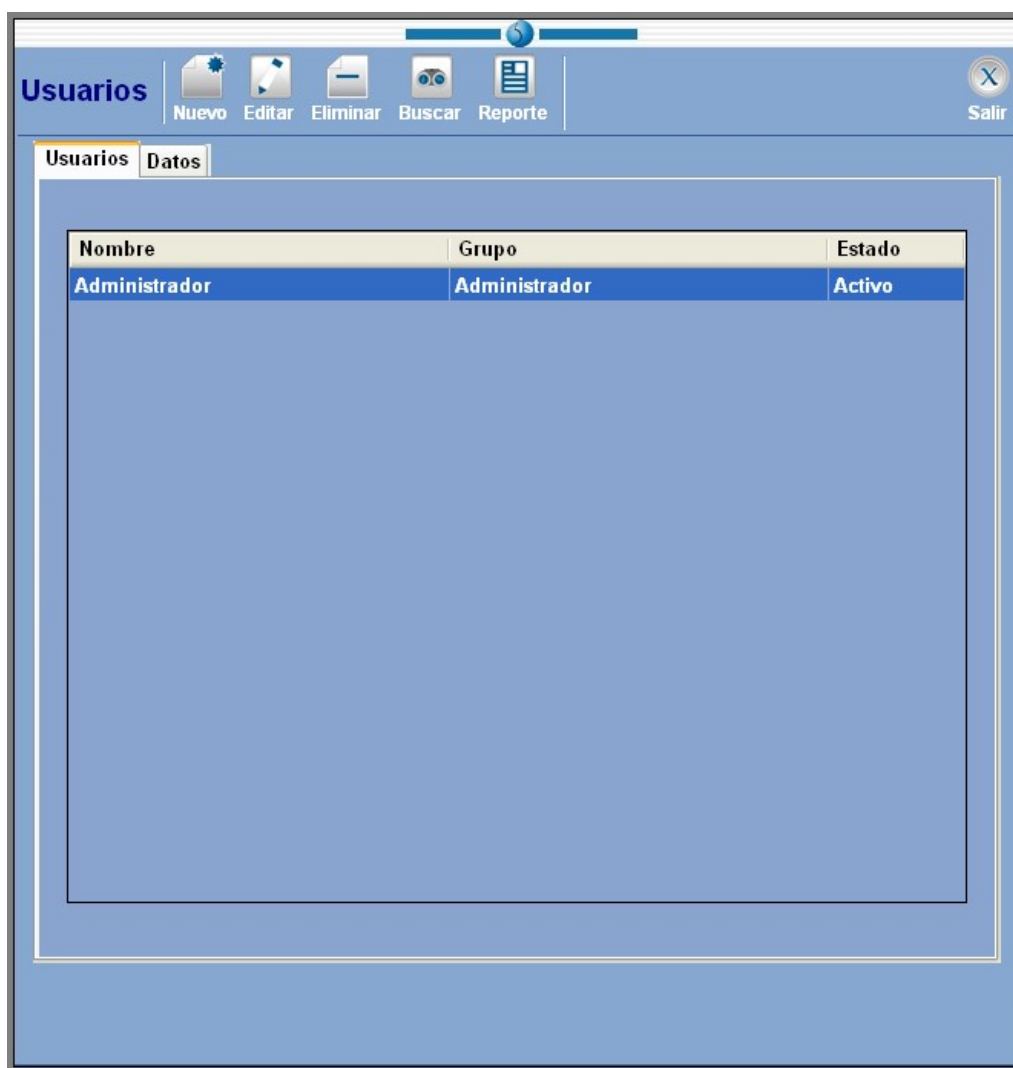 Usuarios
Nuevo Editar Eliminar Buscar Reporte
Salir
Usuarios Datos
Nombre Grupo Estado
Administrador Administrador Activo